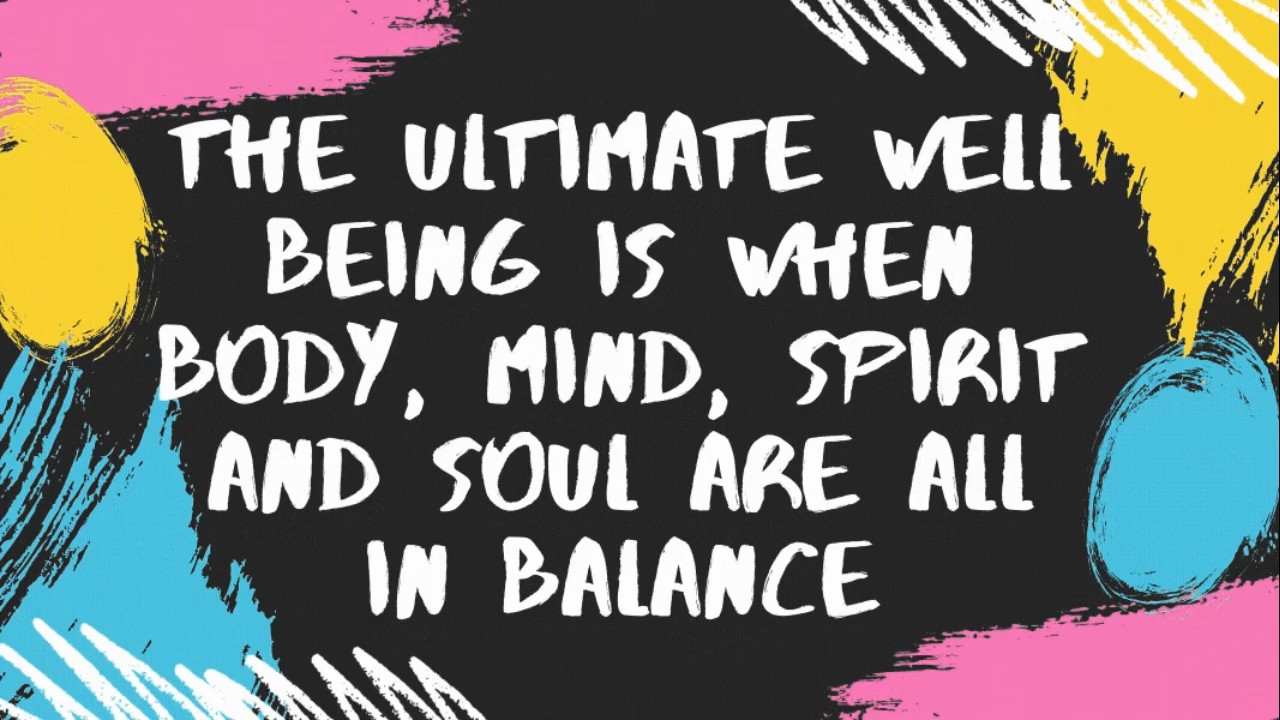 THE ULTIMATE WELL
BEING IS WHEN
BODY, MIND, SPIRIT
AND SOUL ARE ALL
IN BALANCE